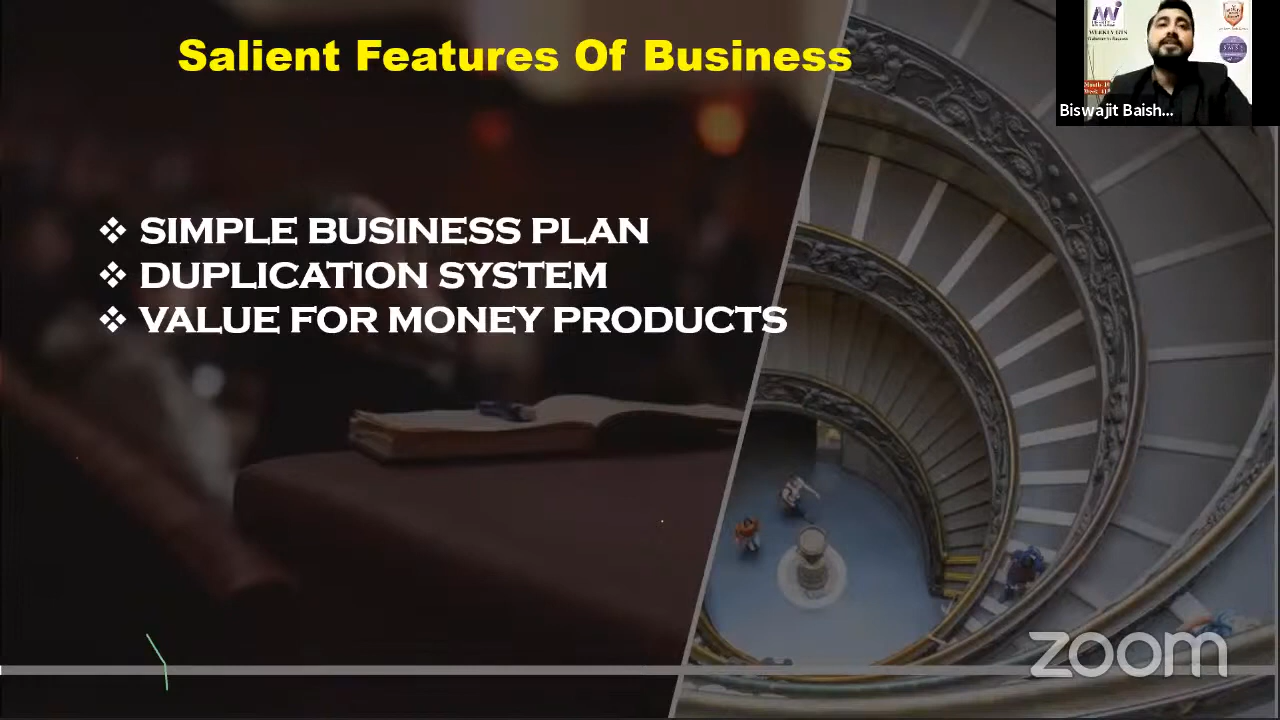 Salient Features Of Business
❖ SIMPLE BUSINESS PLAN
❖ DUPLICATION SYSTEM
❖ VALUE FOR MONEY PRODUCTS
Biswajit Baish...
zoom